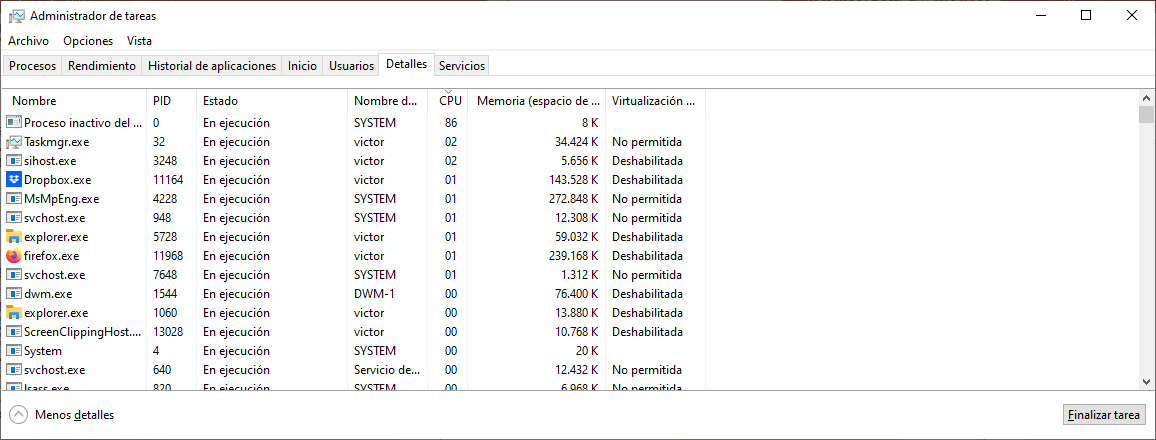 Administrador de tareas
Archivo Opciones Vista
Procesos Rendimiento Historial de aplicaciones Inicio Usuarios Detalles Servicios
Nombre PID Estado Nombre d... CPU Memoria (espacio de ... Virtualización ...
Proceso inactivo del ... 0 En ejecución SYSTEM 86 8 K
Taskmgr.exe 32 En ejecución victor 02 34.424 K No permitida
sihost.exe 3248 En ejecución victor 02 5.656 K Deshabilitada
Dropbox.exe 11164 En ejecución victor 01 143.528 K Deshabilitada
MsMpEng.exe 4228 En ejecución SYSTEM 01 272.848 K No permitida
svchost.exe 948 En ejecución SYSTEM 01 12.308 K No permitida
explorer.exe 5728 En ejecución victor 01 59.032 K Deshabilitada
firefox.exe 11968 En ejecución victor 01 239.168 K Deshabilitada
svchost.exe 7648 En ejecución SYSTEM 01 1.312 K No permitida
dwm.exe 1544 En ejecución DWM-1 00 76.400 K Deshabilitada
explorer.exe 1060 En ejecución victor 00 13.880 K Deshabilitada
ScreenClippingHost.... 13028 En ejecución victor 00 10.768 K Deshabilitada
System 4 En ejecución SYSTEM 00 20 K
svchost.exe 640 En ejecución Servicio de... 00 12.432 K No permitida
lsass.exe 820 En ejecución SYSTEM 00 6.968 K No permitida
Menos detalles Finalizar tarea